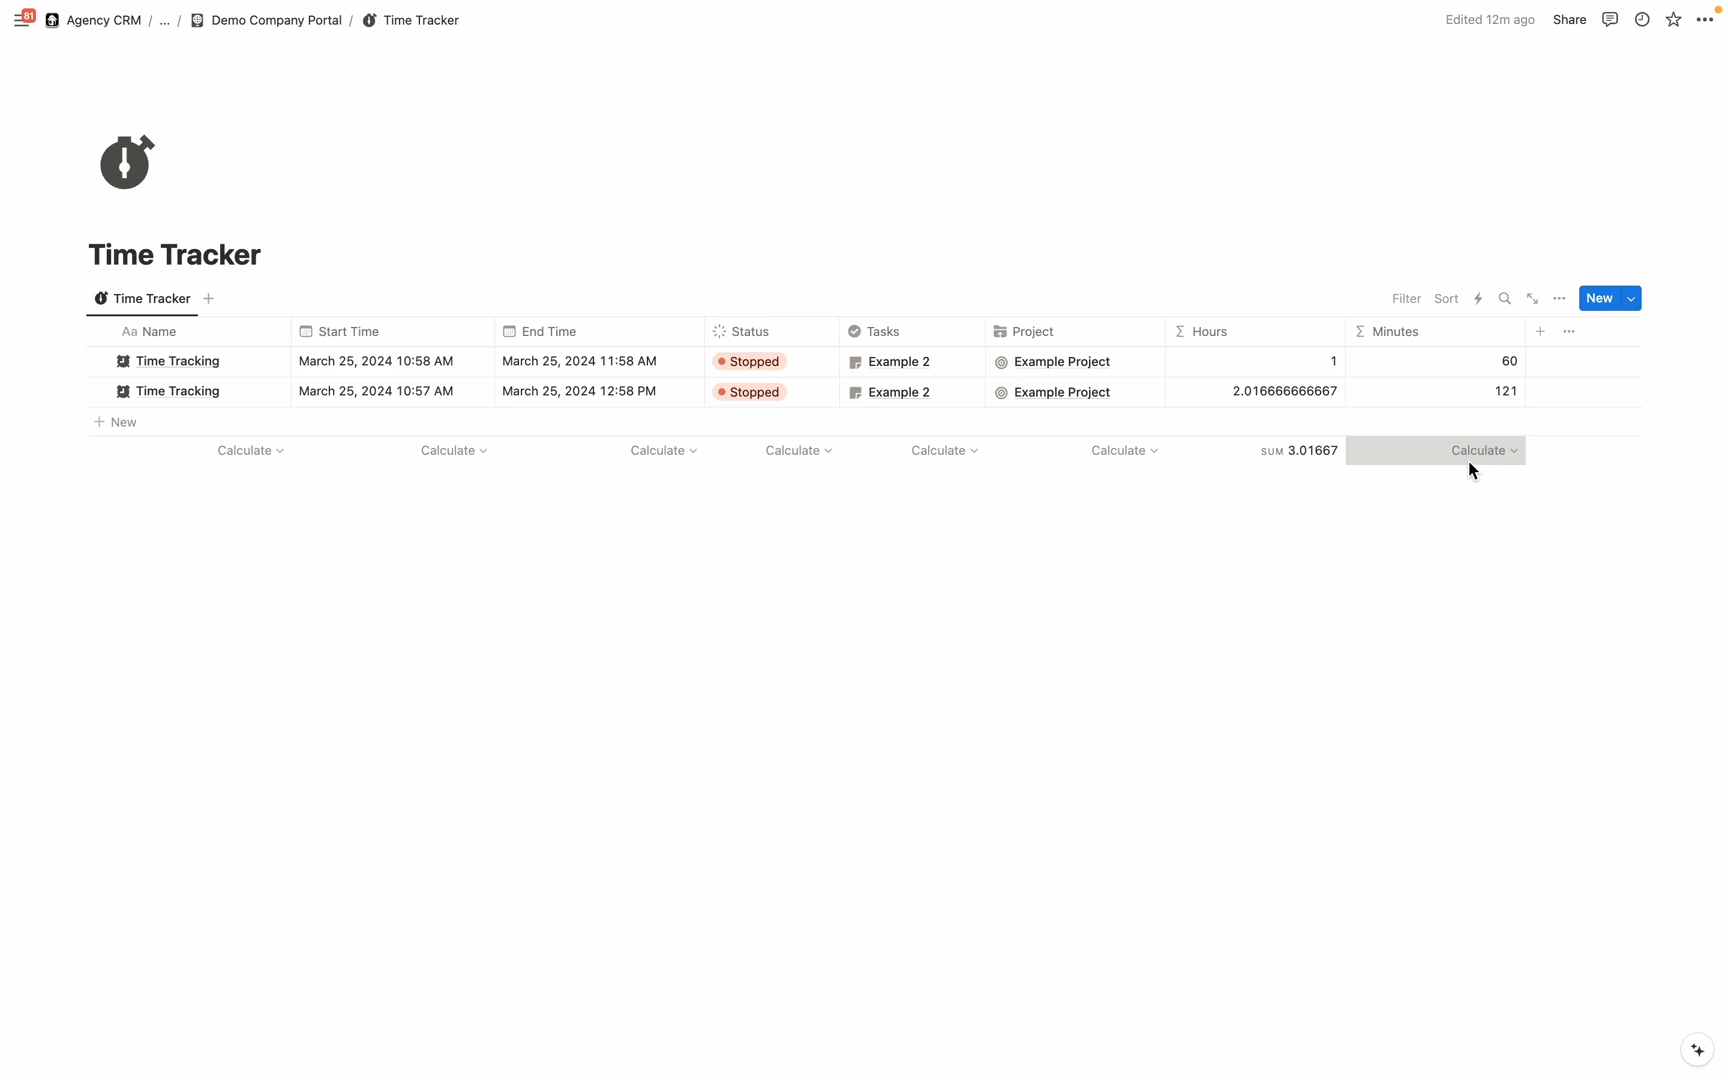 81 Agency CRM / ... / Demo Company Portal / Time Tracker Edited 12m ago Share
Time Tracker
Time Tracker Filter Sort New
Aa Name Start Time End Time Status Tasks Project Σ Hours Σ Minutes
Time Tracking March 25, 2024 10:58 AM March 25, 2024 11:58 AM Stopped Example 2 Example Project 1 60
Time Tracking March 25, 2024 10:57 AM March 25, 2024 12:58 PM Stopped Example 2 Example Project 2.016666666667 121
+ New
Calculate Calculate Calculate Calculate Calculate Calculate SUM 3.01667 Calculate